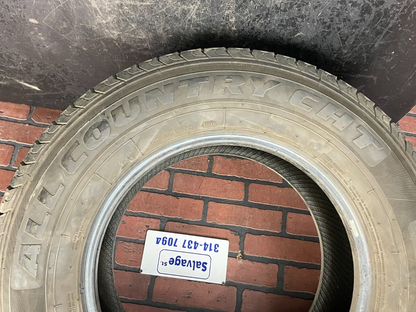 ALL COUNTRY CHT
314-437 7094
Salvage